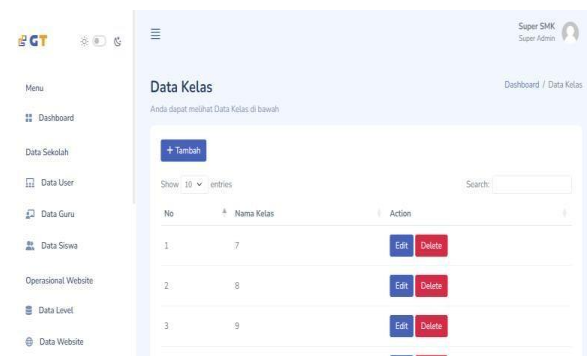 GT
Menu
Dashboard
Data Sekolah
Data User
Data Guru
Data Siswa
Operasional Website
Data Level
Data Website
Super SMK
Super Admin
Data Kelas
Dashboard / Data Kelas
Anda dapat melihat Data Kelas di bawah
+ Tambah
Show 10 entries
Search:
No Nama Kelas Action
1 7 Edit Delete
2 8 Edit Delete
3 9 Edit Delete